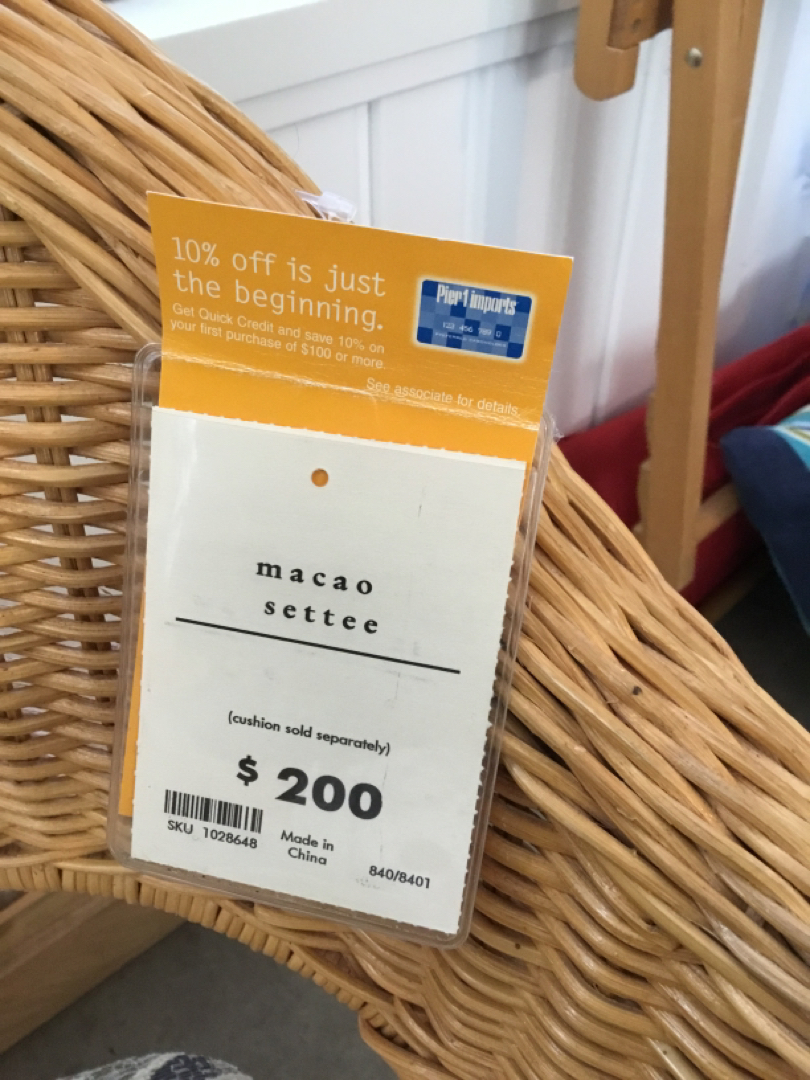 10% off is just
the beginning.
Get Quick Credit and save 10% on
your first purchase of $100 or more.
See associate for details.
Pier 1 imports
macao
settee
(cushion sold separately)
$ 200
SKU 1028648
Made in
China
840/8401